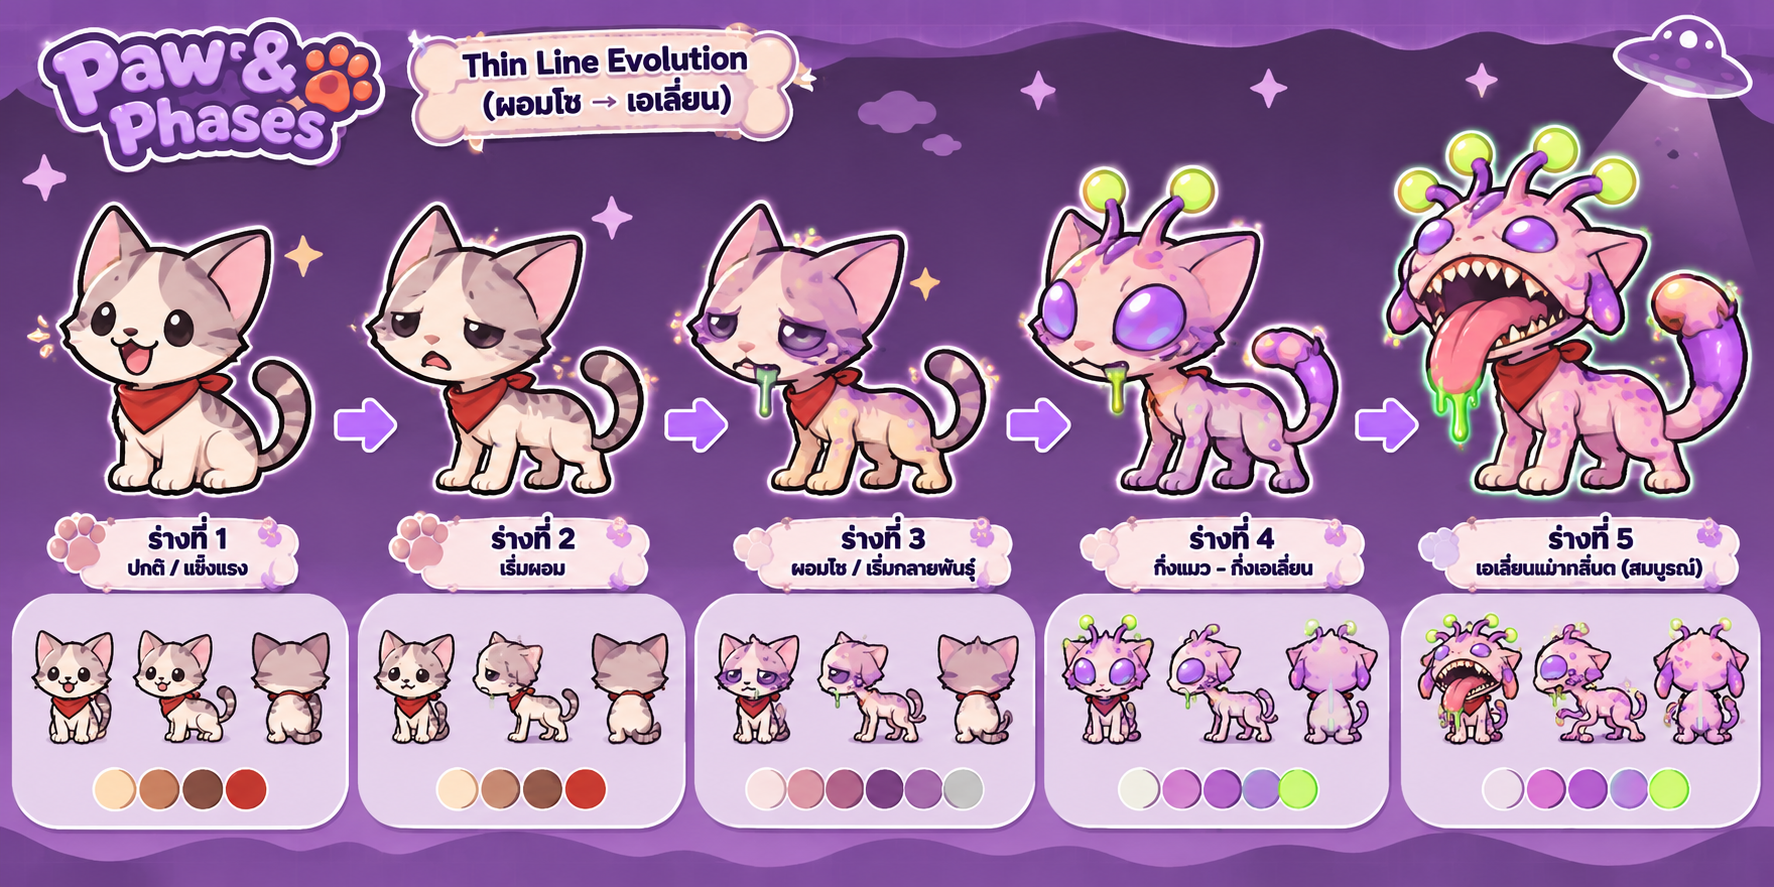 Paw's &
Phases
Thin Line Evolution
(ผอมโซ → เอเลี่ยน)
ร่างที่ 1
ปกติ / แข็งแรง
ร่างที่ 2
เริ่มผอม
ร่างที่ 3
ผอมโซ / เริ่มกลายพันธุ์
ร่างที่ 4
กึ่งแมว - กึ่งเอเลี่ยน
ร่างที่ 5
เอเลี่ยนแม้าทลี่บต (สมบูรณ์)